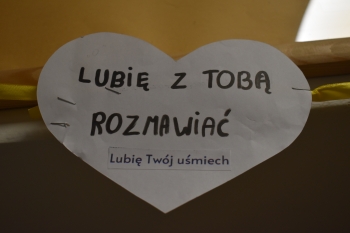 LUBIĘ Z TOBĄ
ROZMAWIAĆ
Lubię Twój uśmiech